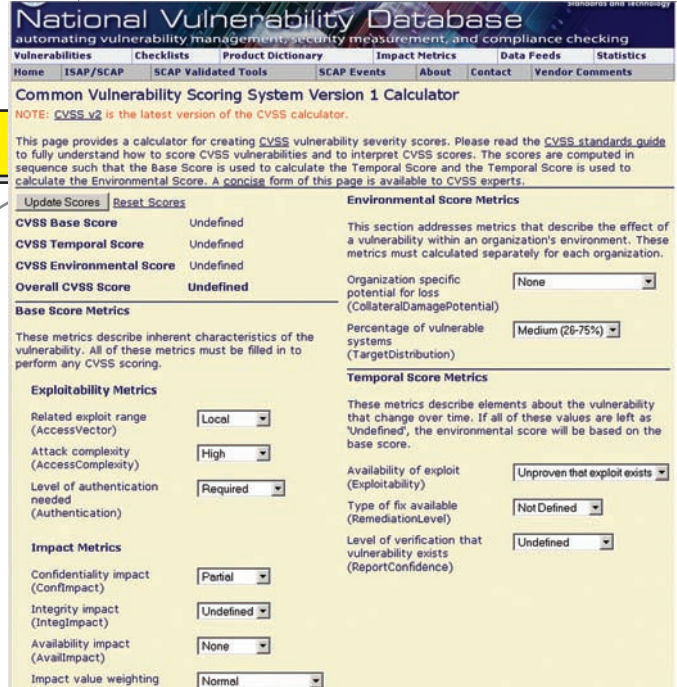 Standards and Technology
National Vulnerability Database
automating vulnerability management, security measurement, and compliance checking
Vulnerabilities Checklists Product Dictionary Impact Metrics Data Feeds Statistics
Home ISAP/SCAP SCAP Validated Tools SCAP Events About Contact Vendor Comments
Common Vulnerability Scoring System Version 1 Calculator
NOTE: CVSS v2 is the latest version of the CVSS calculator.
This page provides a calculator for creating CVSS vulnerability severity scores. Please read the CVSS standards guide
to fully understand how to score CVSS vulnerabilities and to interpret CVSS scores. The scores are computed in
sequence such that the Base Score is used to calculate the Temporal Score and the Temporal Score is used to
calculate the Environmental Score. A concise form of this page is available to CVSS experts.
Update Scores Reset Scores
CVSS Base Score Undefined
CVSS Temporal Score Undefined
CVSS Environmental Score Undefined
Overall CVSS Score Undefined
Base Score Metrics
These metrics describe inherent characteristics of the
vulnerability. All of these metrics must be filled in to
perform any CVSS scoring.
Exploitability Metrics
Related exploit range
(AccessVector)
Local
Attack complexity
(AccessComplexity)
High
Level of authentication
needed
(Authentication)
Required
Impact Metrics
Confidentiality impact
(ConfImpact)
Partial
Integrity impact
(IntegImpact)
Undefined
Availability impact
(AvailImpact)
None
Impact value weighting
Normal
Environmental Score Metrics
This section addresses metrics that describe the effect of
a vulnerability within an organization's environment. These
metrics must calculated separately for each organization.
Organization specific
potential for loss
(CollateralDamagePotential)
None
Percentage of vulnerable
systems
(TargetDistribution)
Medium (26-75%)
Temporal Score Metrics
These metrics describe elements about the vulnerability
that change over time. If all of these values are left as
'Undefined', the environmental score will be based on the
base score.
Availability of exploit
(Exploitability)
Unproven that exploit exists
Type of fix available
(RemediationLevel)
Not Defined
Level of verification that
vulnerability exists
(ReportConfidence)
Undefined